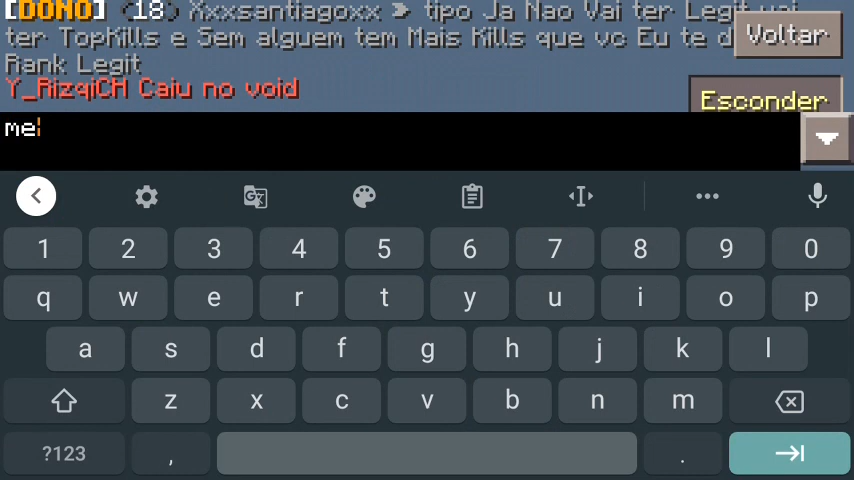 [DONO] (18) Xxxsantiagoxx > tipo Ja Nao Vai ter Legit vai
ter TopKills e Sem alguem tem Mais Kills que vc Eu te d
Rank Legit
Y_RizqiCH Caiu no void
Voltar
Esconder
me
1 2 3 4 5 6 7 8 9 0
q w e r t y u i o p
a s d f g h j k l
z x c v b n m
?123 , .